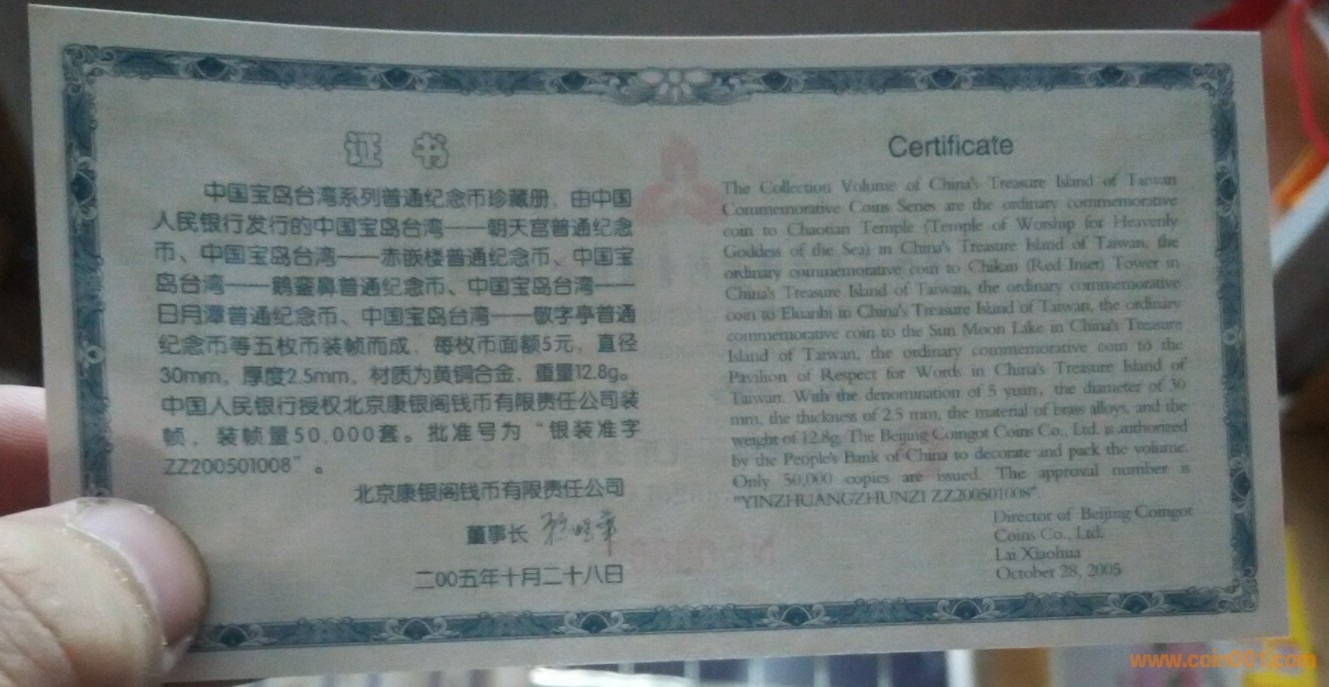 证书
中国宝岛台湾系列普通纪念币珍藏册，由中国
人民银行发行的中国宝岛台湾——朝天宫普通纪念
币、中国宝岛台湾——赤嵌楼普通纪念币、中国宝
岛台湾——鹅銮鼻普通纪念币、中国宝岛台湾——
日月潭普通纪念币、中国宝岛台湾——敬字亭普通
纪念币等五枚币装帧而成，每枚币面额5元，直径
30mm，厚度2.5mm，材质为黄铜合金，重量12.8g。
中国人民银行授权北京康银阁钱币有限责任公司装
帧，装帧量50,000套。批准号为“银装准字
ZZ200501008”。
北京康银阁钱币有限责任公司
董事长
二00五年十月二十八日
Certificate
The Collection Volume of China's Treasure Island of Taiwan
Commemorative Coins Series are the ordinary commemorative
coin to Chaotian Temple (Temple of Worship for Heavenly
Goddess of the Sea) in China's Treasure Island of Taiwan, the
ordinary commemorative coin to Chikan (Red Inset) Tower in
China's Treasure Island of Taiwan, the ordinary commemorative
coin to Eluanbi in China's Treasure Island of Taiwan, the ordinary
commemorative coin to the Sun Moon Lake in China's Treasure
Island of Taiwan, the ordinary commemorative coin to the
Pavilion of Respect for Words in China's Treasure Island of
Taiwan. With the denomination of 5 yuan, the diameter of 30
mm, the thickness of 2.5 mm, the material of brass alloys, and the
weight of 12.8g. The Beijing Comgot Coins Co., Ltd. is authorized
by the People's Bank of China to decorate and pack the volume.
Only 50,000 copies are issued. The approval number is
"YINZHUANGZHUNZI ZZ200501008".
Director of Beijing Comgot
Coins Co., Ltd.
Lai Xiaohua
October 28, 2005
www.coin001.com